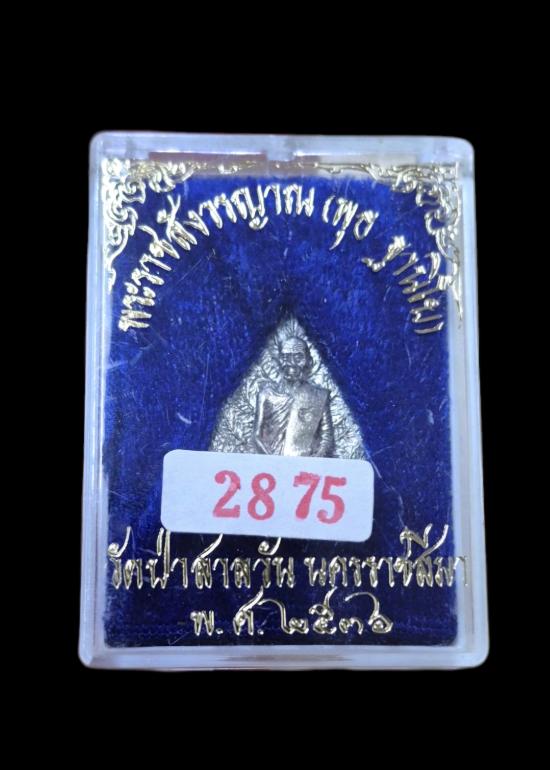 พระราชสังวรญาณ (พุธ ฐานิโย)
2875
วัดป่าสาลวัน นครราชสีมา
พ.ศ. ๒๕๓๖